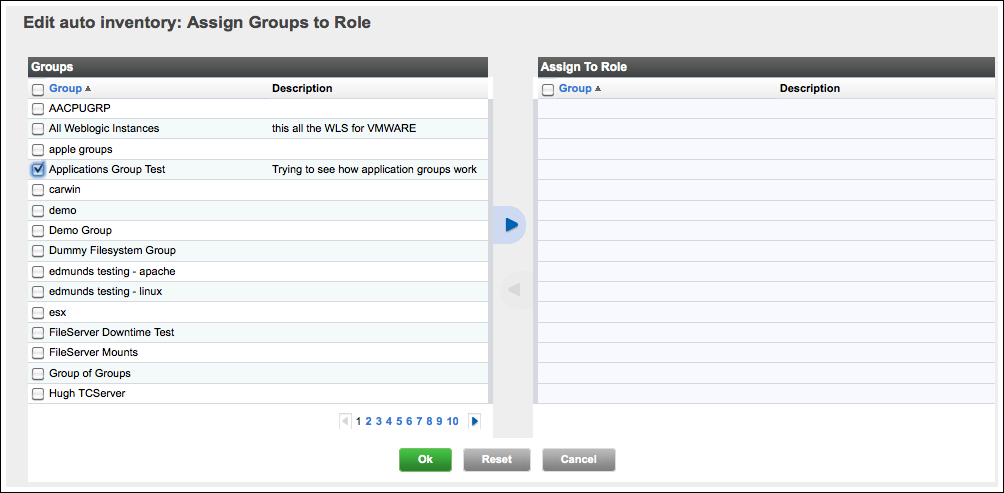 Edit auto inventory: Assign Groups to Role
Groups
Group Description
AACPUGRP
All Weblogic Instances this all the WLS for VMWARE
apple groups
Applications Group Test Trying to see how application groups work
carwin
demo
Demo Group
Dummy Filesystem Group
edmunds testing - apache
edmunds testing - linux
esx
FileServer Downtime Test
FileServer Mounts
Group of Groups
Hugh TCServer
1 2 3 4 5 6 7 8 9 10
Assign To Role
Group Description
Ok Reset Cancel